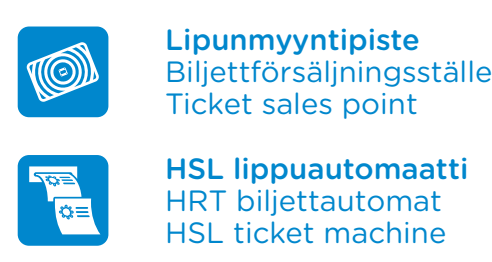 Lipunmyyntipiste
Biljettförsäljningsställe
Ticket sales point
HSL lippuautomaatti
HRT biljettautomat
HSL ticket machine